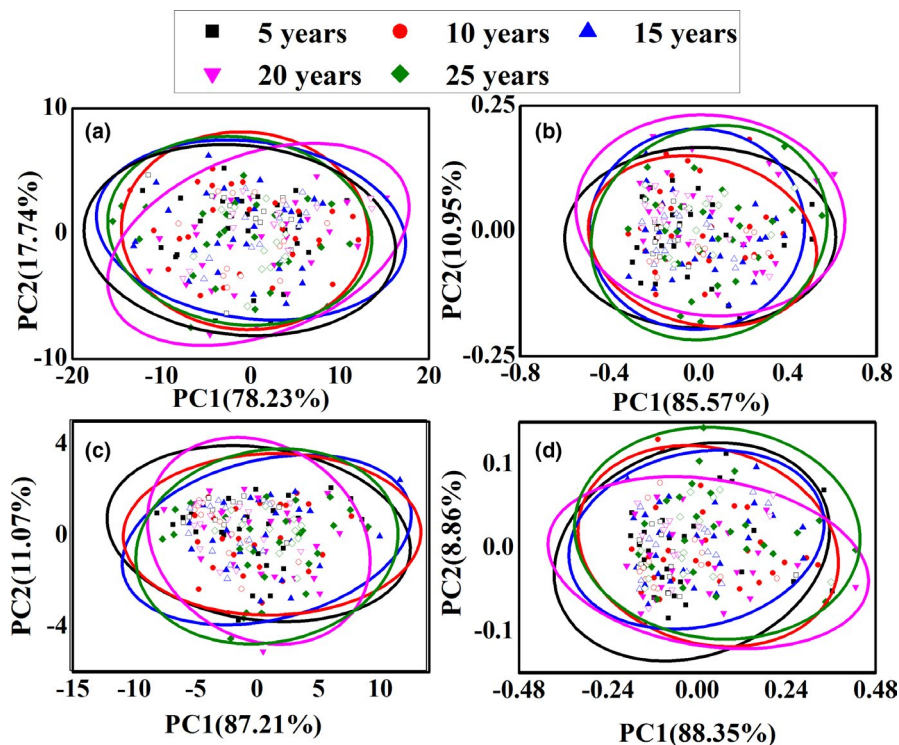 5 years 10 years 15 years
20 years 25 years
(a)
10
0
-10
PC2(17.74%)
-20 -10 0 10 20
PC1(78.23%)
(b)
0.25
0.00
-0.25
PC2(10.95%)
-0.8 -0.4 0.0 0.4 0.8
PC1(85.57%)
(c)
4
0
-4
PC2(11.07%)
-15 -10 -5 0 5 10
PC1(87.21%)
(d)
0.1
0.0
-0.1
PC2(8.86%)
-0.48 -0.24 0.00 0.24 0.48
PC1(88.35%)